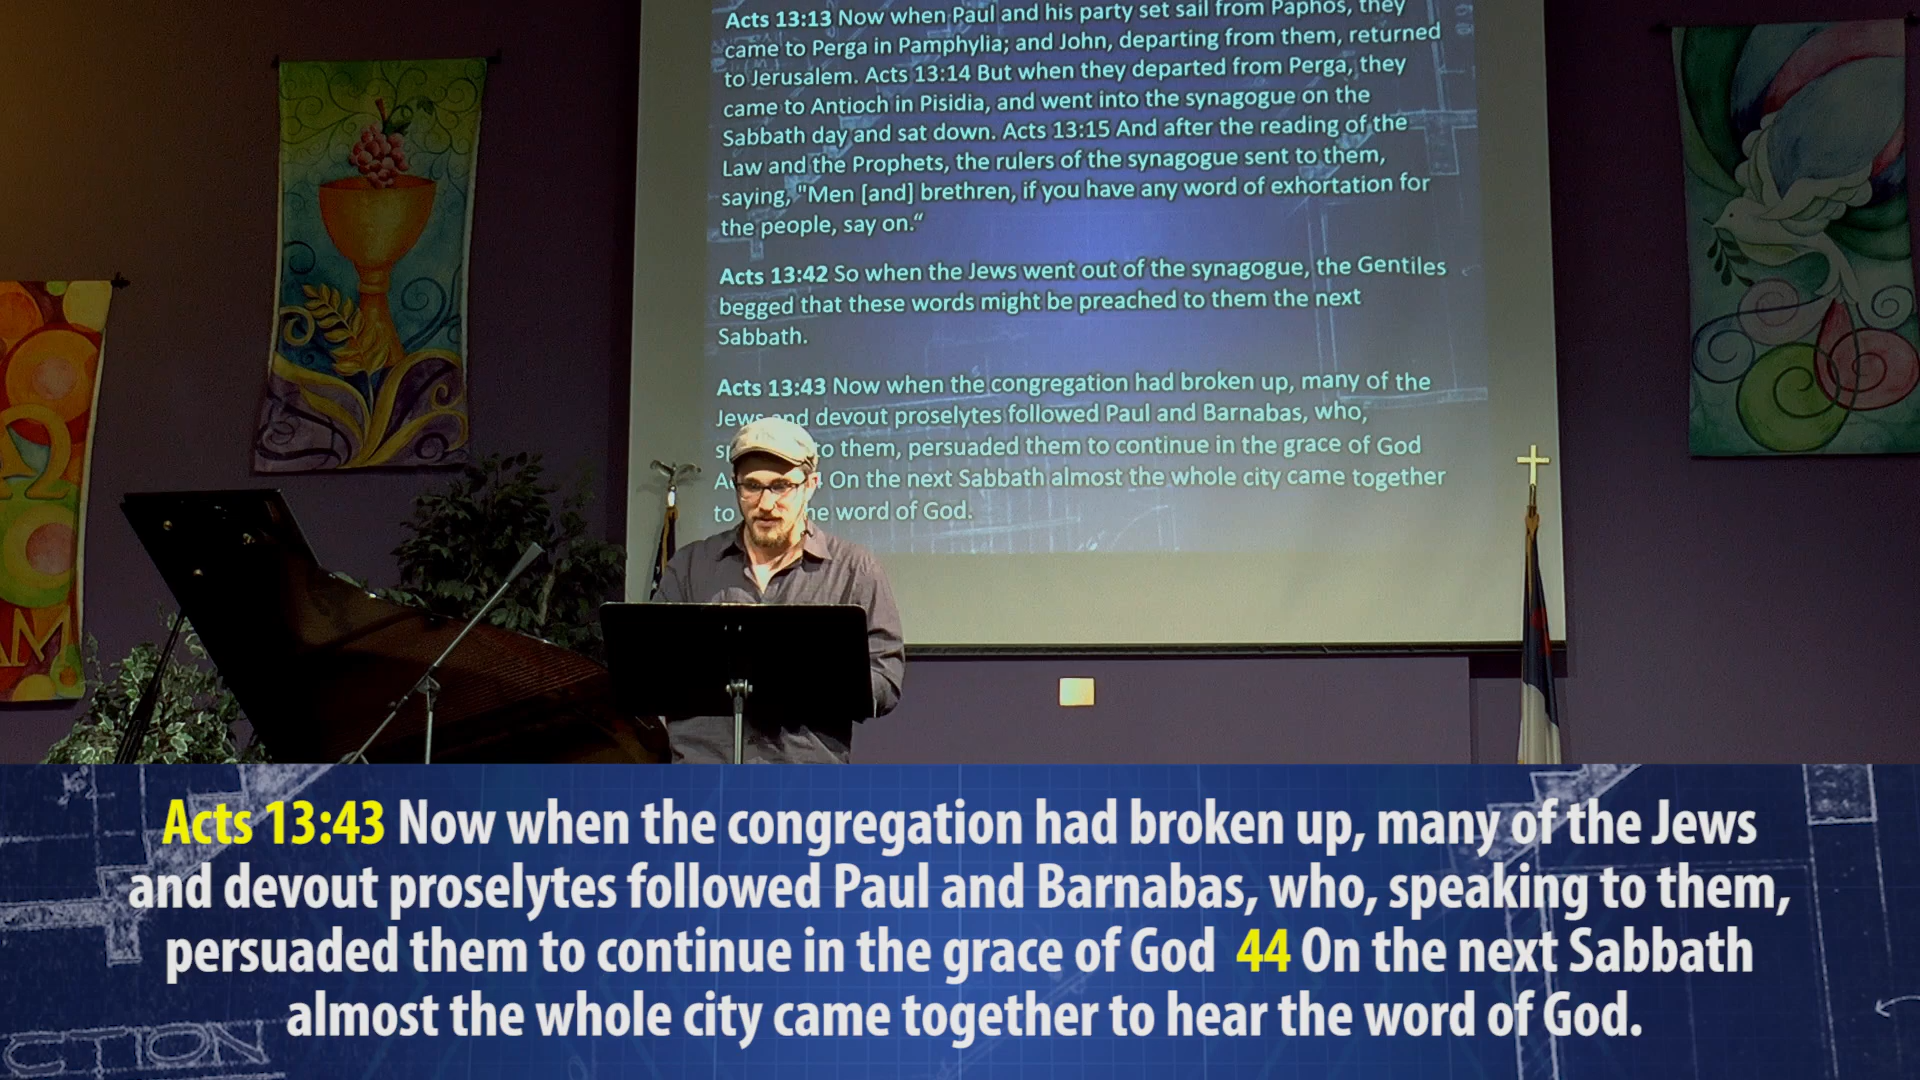 Acts 13:13 Now when Paul and his party set sail from Paphos, they
came to Perga in Pamphylia; and John, departing from them, returned
to Jerusalem. Acts 13:14 But when they departed from Perga, they
came to Antioch in Pisidia, and went into the synagogue on the
Sabbath day and sat down. Acts 13:15 And after the reading of the
Law and the Prophets, the rulers of the synagogue sent to them,
saying, "Men [and] brethren, if you have any word of exhortation for
the people, say on.“
Acts 13:42 So when the Jews went out of the synagogue, the Gentiles
begged that these words might be preached to them the next
Sabbath.
Acts 13:43 Now when the congregation had broken up, many of the
Jews and devout proselytes followed Paul and Barnabas, who,
to them, persuaded them to continue in the grace of God
On the next Sabbath almost the whole city came together
to the word of God.
Ω
AM
Acts 13:43 Now when the congregation had broken up, many of the Jews
and devout proselytes followed Paul and Barnabas, who, speaking to them,
persuaded them to continue in the grace of God 44 On the next Sabbath
almost the whole city came together to hear the word of God.
CTION